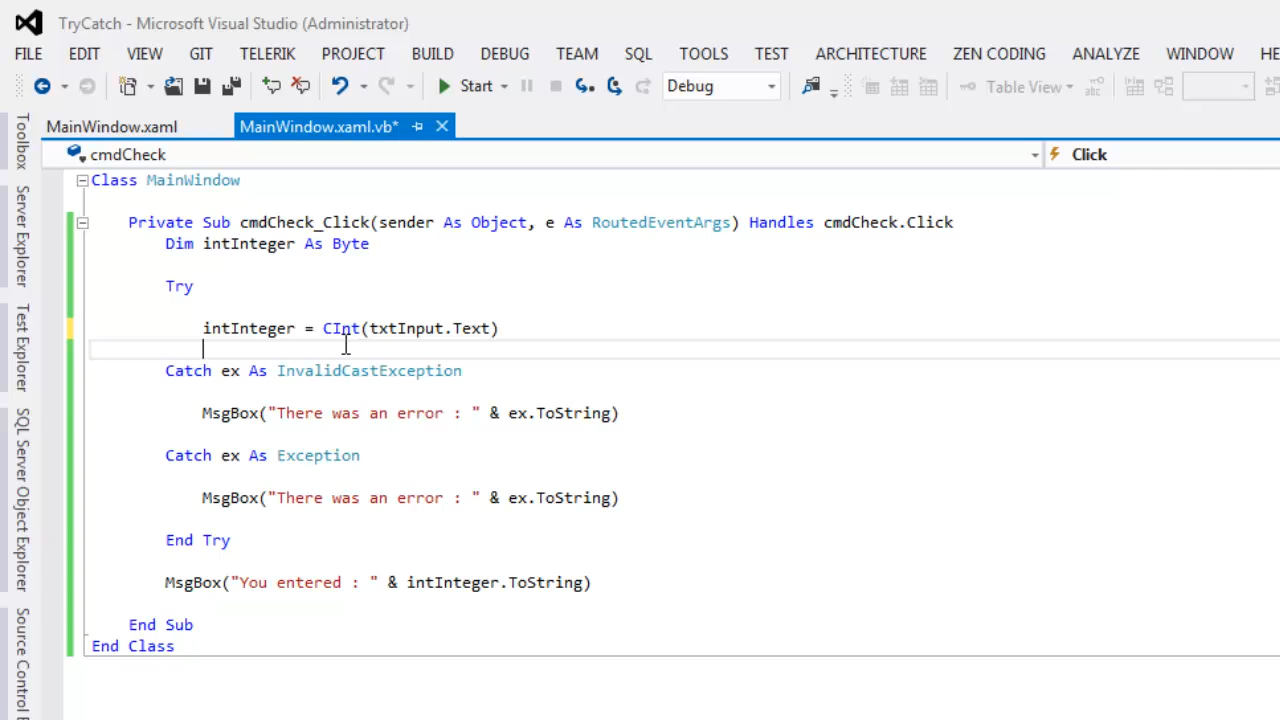 TryCatch - Microsoft Visual Studio (Administrator)
FILE EDIT VIEW GIT TELERIK PROJECT BUILD DEBUG TEAM SQL TOOLS TEST ARCHITECTURE ZEN CODING ANALYZE WINDOW HE
Start Debug Table View
MainWindow.xaml MainWindow.xaml.vb*
cmdCheck Click
Toolbox
Server Explorer
Test Explorer
SQL Server Object Explorer
Source Control E
Class MainWindow
Private Sub cmdCheck_Click(sender As Object, e As RoutedEventArgs) Handles cmdCheck.Click
Dim intInteger As Byte
Try
intInteger = CInt(txtInput.Text)
Catch ex As InvalidCastException
MsgBox("There was an error : " & ex.ToString)
Catch ex As Exception
MsgBox("There was an error : " & ex.ToString)
End Try
MsgBox("You entered : " & intInteger.ToString)
End Sub
End Class